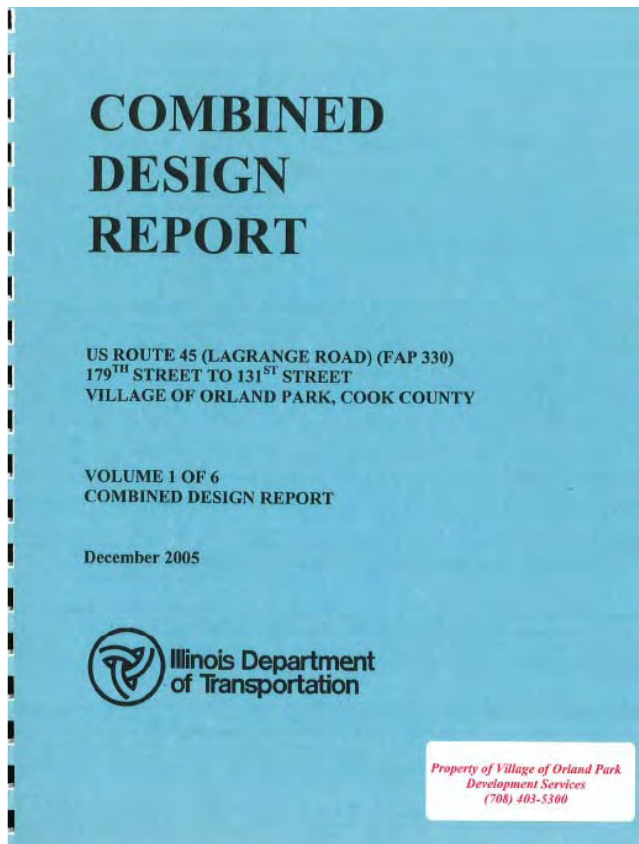 COMBINED
DESIGN
REPORT
US ROUTE 45 (LAGRANGE ROAD) (FAP 330)
179TH STREET TO 131ST STREET
VILLAGE OF ORLAND PARK, COOK COUNTY
VOLUME 1 OF 6
COMBINED DESIGN REPORT
December 2005
Illinois Department
of Transportation
Property of Village of Orland Park
Development Services
(708) 403-5300